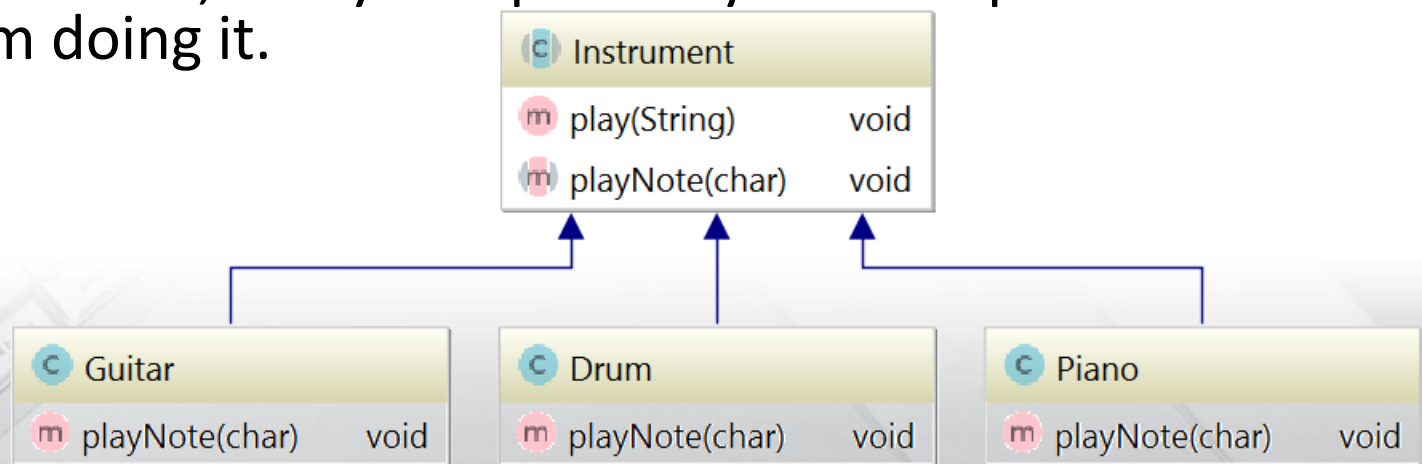 m doing it.
Instrument
play(String) void
playNote(char) void
Guitar
Drum
Piano
playNote(char) void
playNote(char) void
playNote(char) void